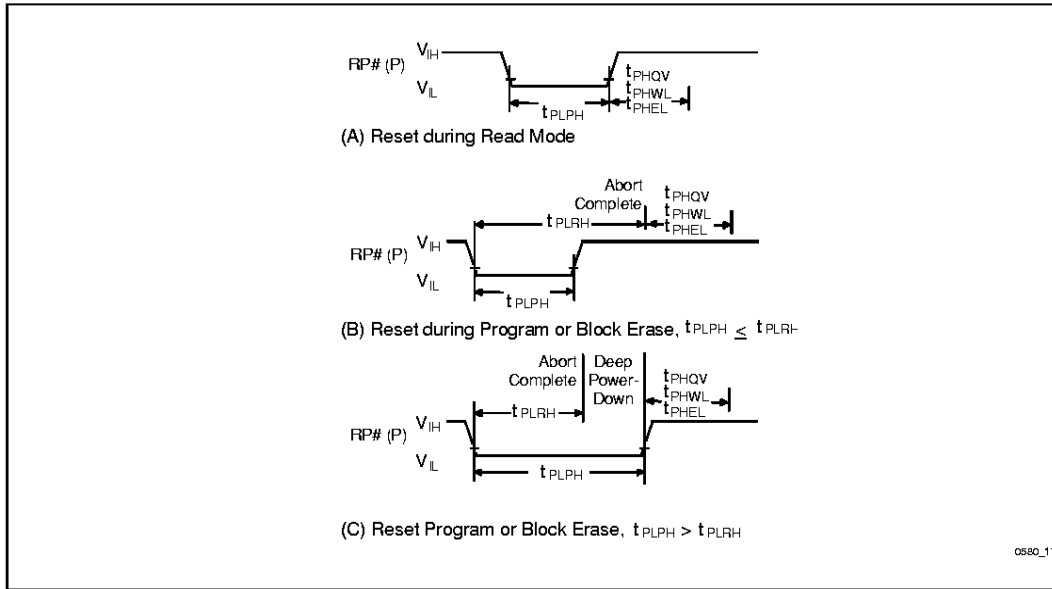 RP# (P)
VIH
VIL
tPHQV
tPHWL
tPHEL
tPLPH
(A) Reset during Read Mode
Abort
Complete
tPHQV
tPHWL
tPHEL
tPLRH
RP# (P)
VIH
VIL
tPLPH
(B) Reset during Program or Block Erase, tPLPH ≤ tPLRH
Abort
Complete
Deep
Power-
Down
tPHQV
tPHWL
tPHEL
tPLRH
RP# (P)
VIH
VIL
tPLPH
(C) Reset Program or Block Erase, tPLPH > tPLRH